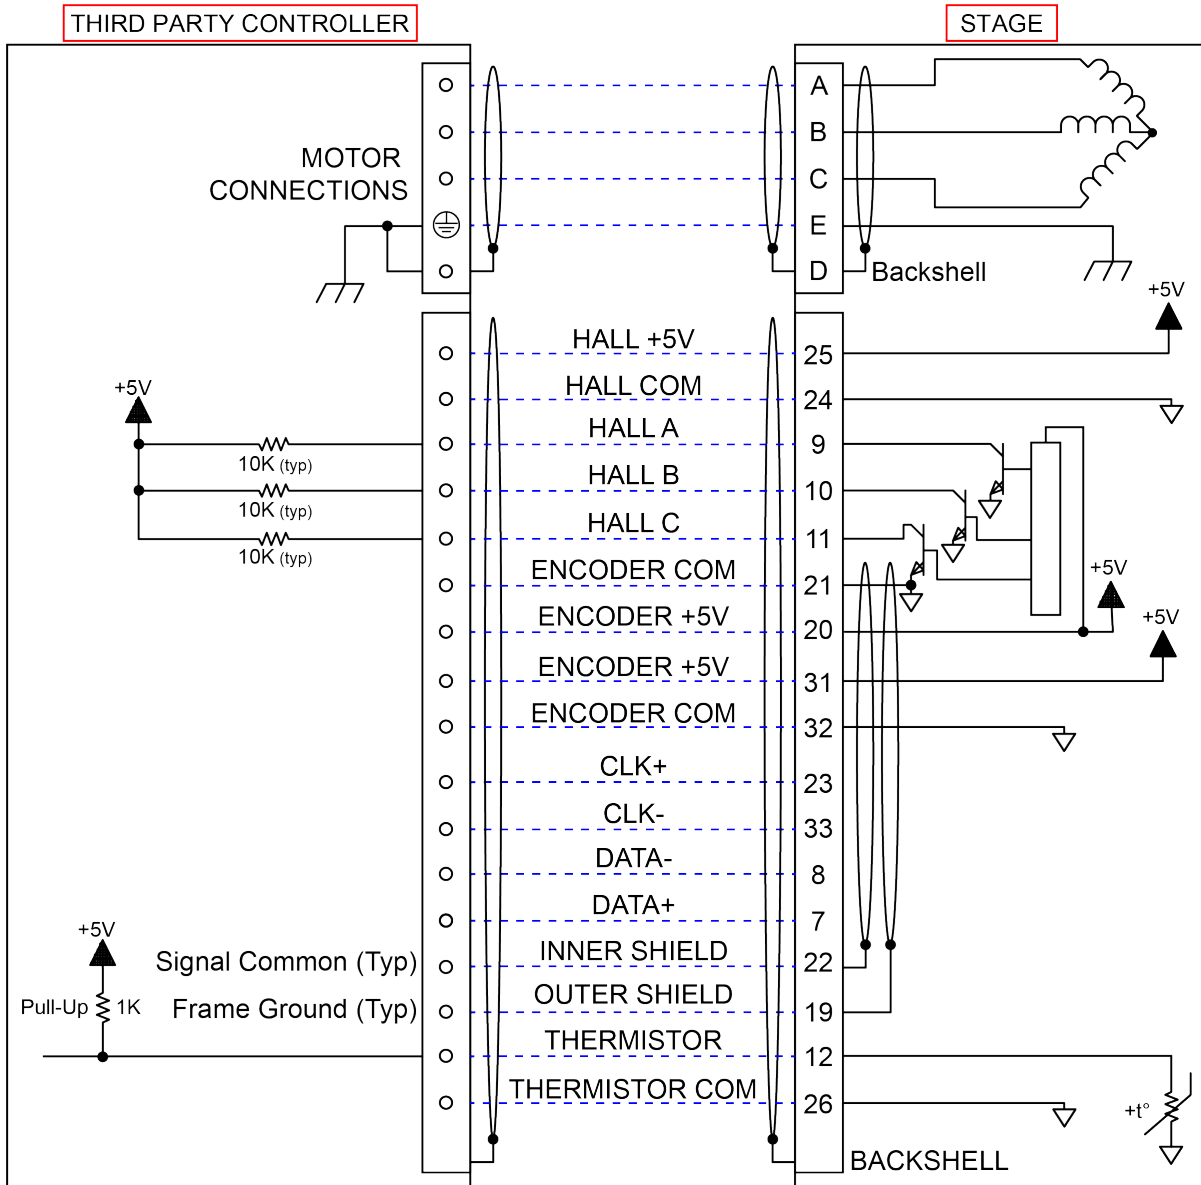 THIRD PARTY CONTROLLER
STAGE
MOTOR
CONNECTIONS
A
B
C
E
D
Backshell
+5V
HALL +5V
25
HALL COM
24
+5V
HALL A
9
10K (typ)
HALL B
10
10K (typ)
HALL C
11
10K (typ)
ENCODER COM
21
+5V
ENCODER +5V
20
+5V
ENCODER +5V
31
ENCODER COM
32
CLK+
23
CLK-
33
DATA-
8
DATA+
7
+5V
Signal Common (Typ)
INNER SHIELD
22
Pull-Up 1K
Frame Ground (Typ)
OUTER SHIELD
19
THERMISTOR
12
THERMISTOR COM
26
+t°
BACKSHELL